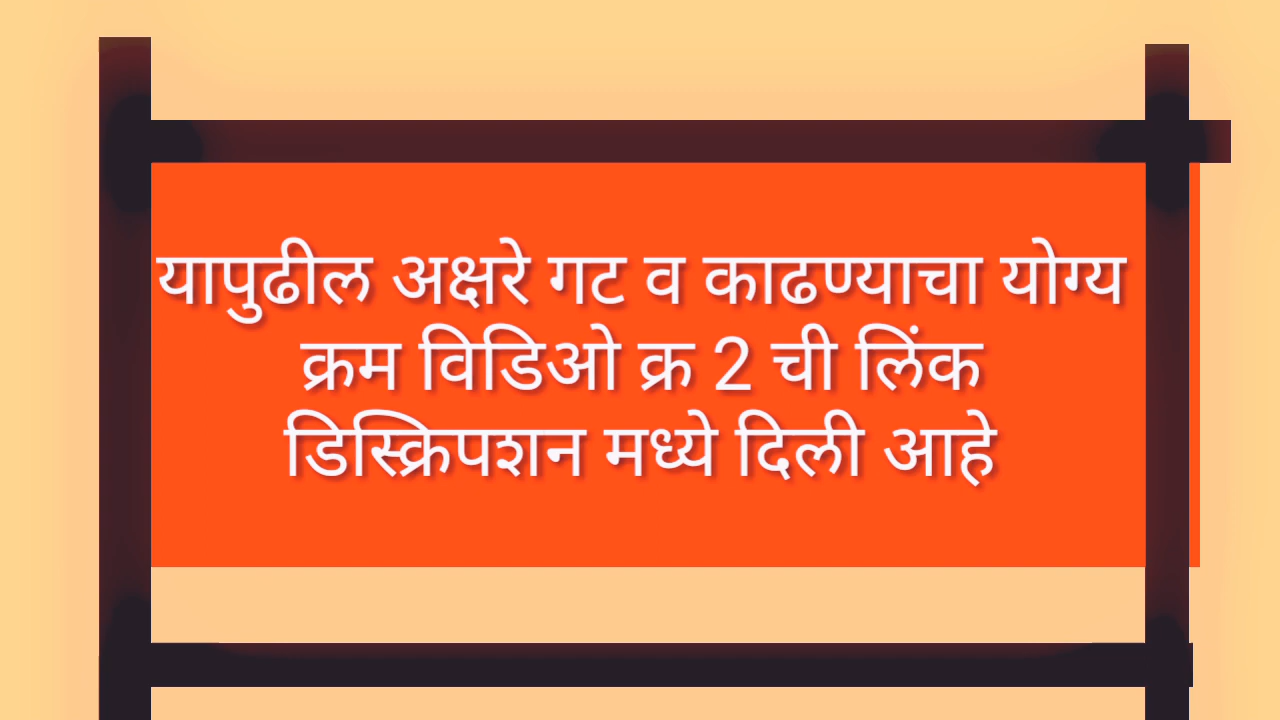 यापुढील अक्षरे गट व काढण्याचा योग्य
क्रम विडिओ क्र 2 ची लिंक
डिस्क्रिपशन मध्ये दिली आहे